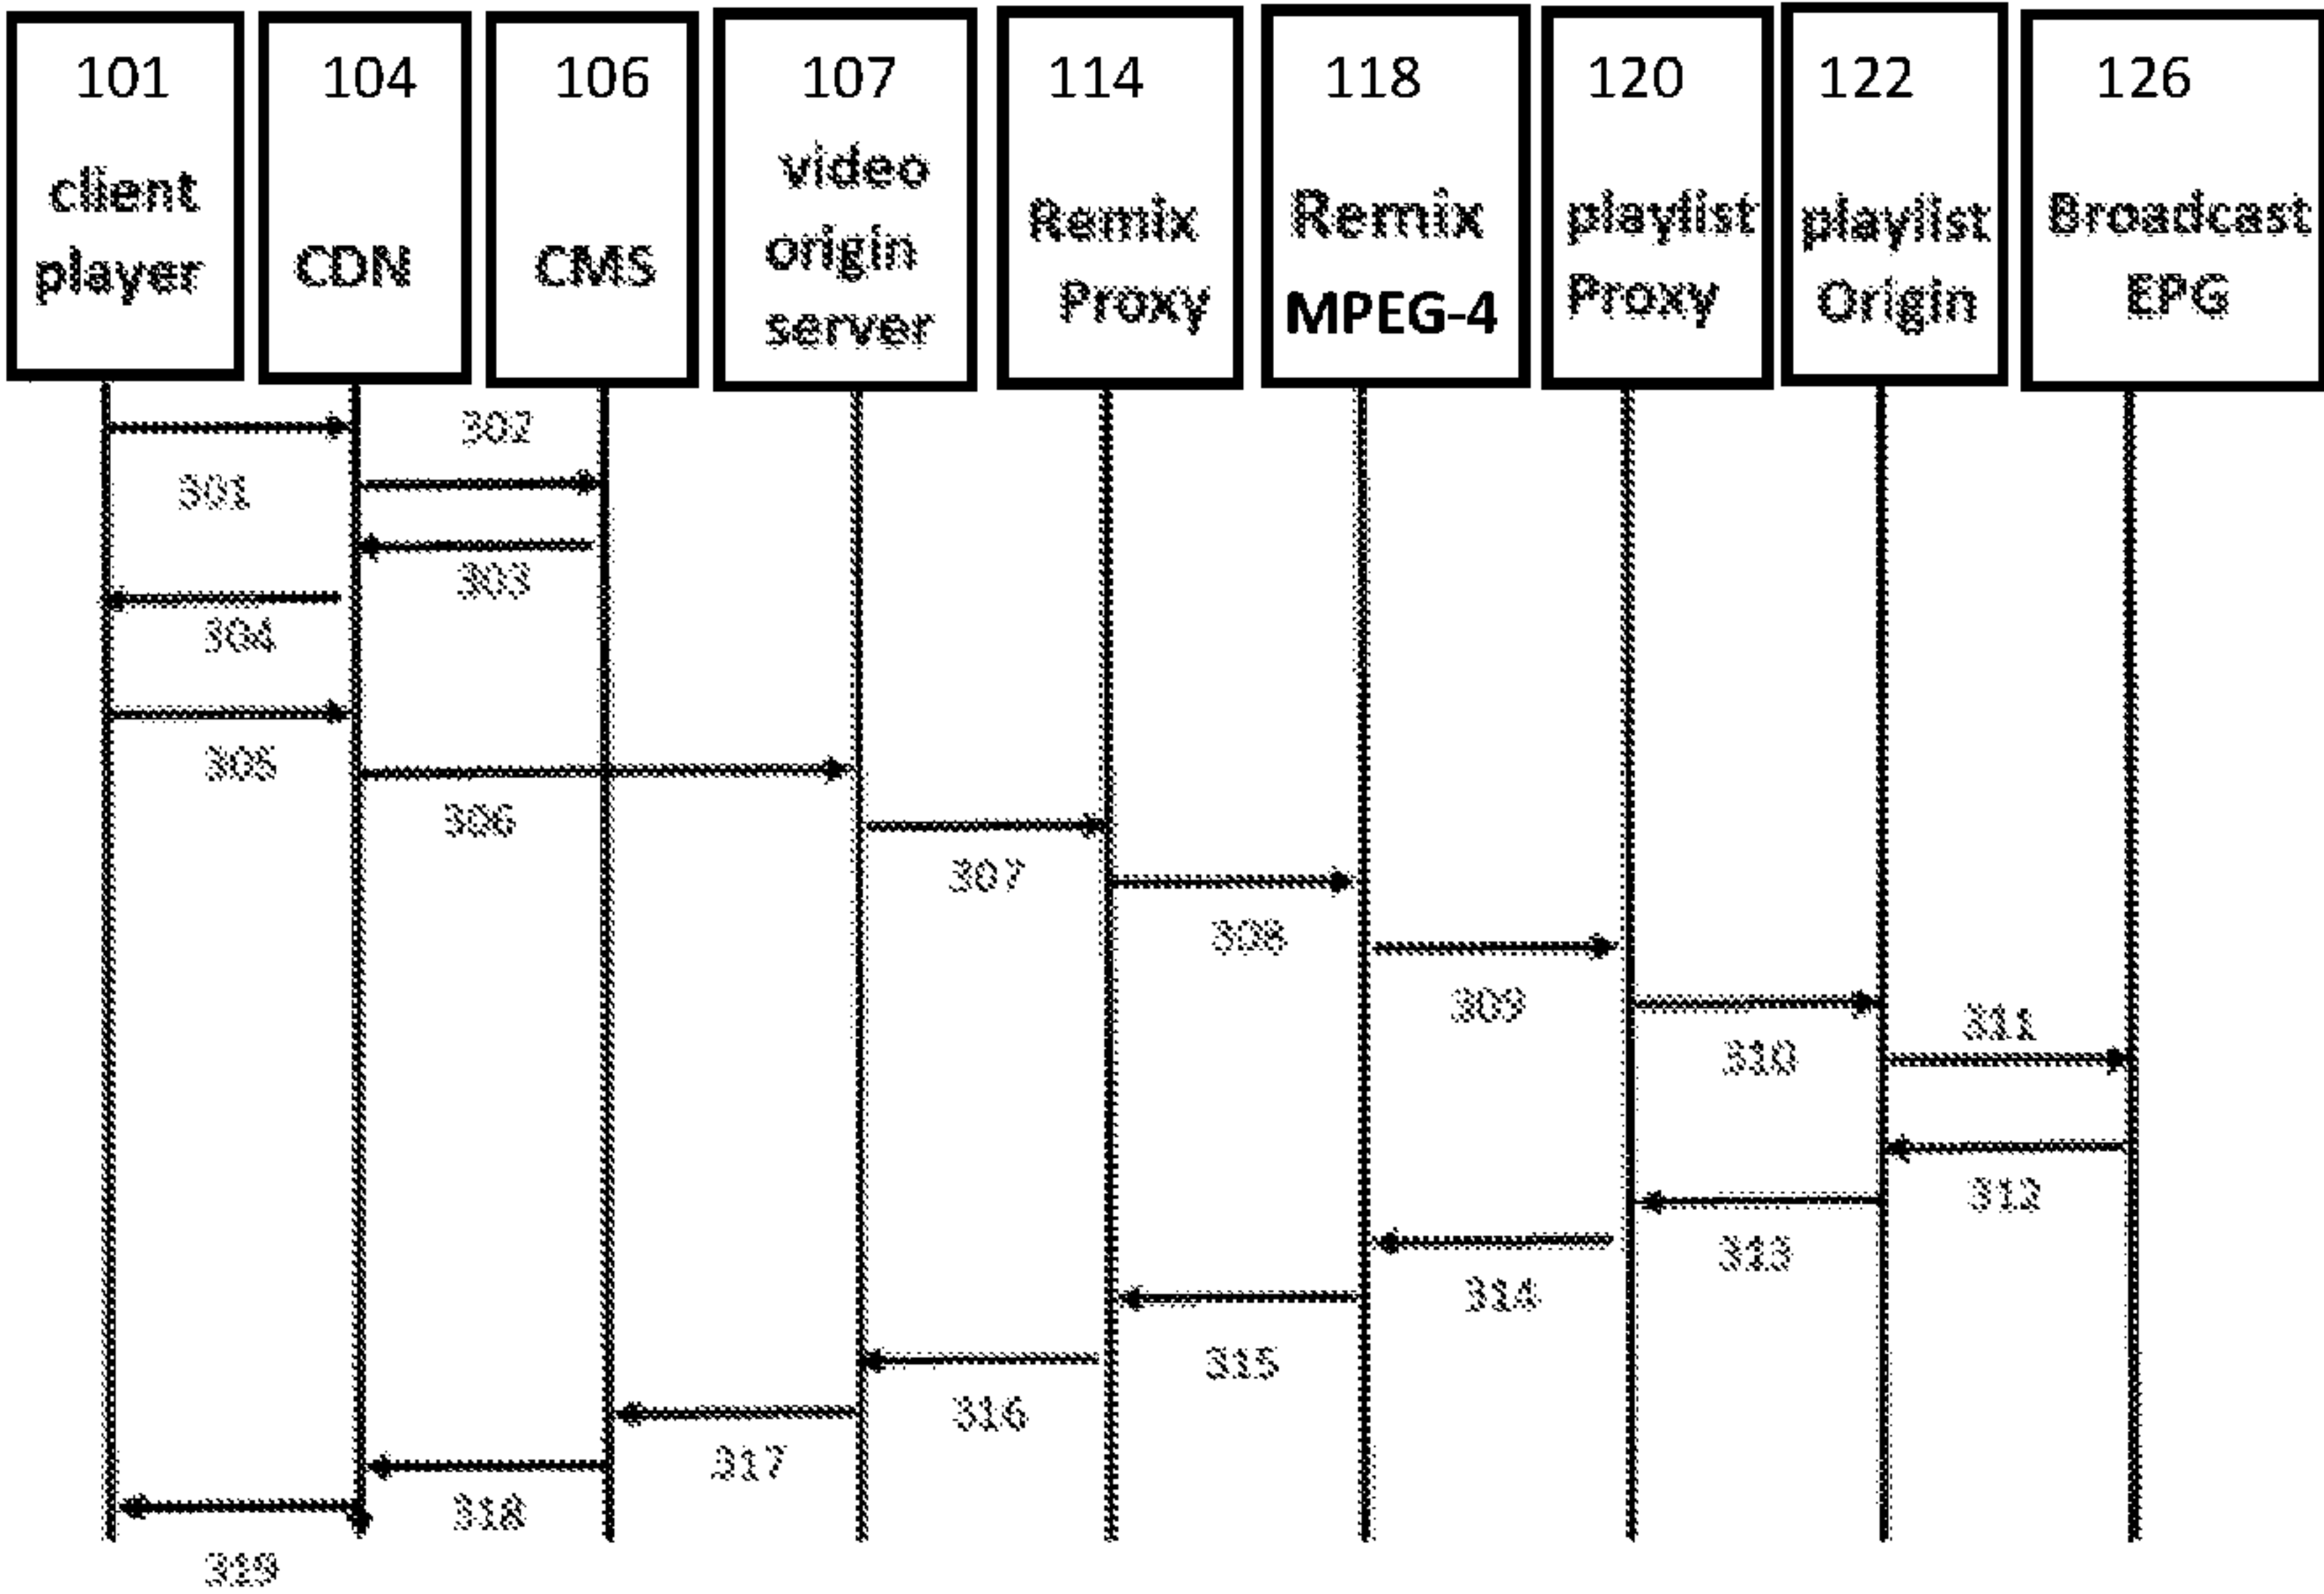 101
client
player
104
CDN
106
CMS
107
video
origin
server
114
Remix
Proxy
118
Remix
MPEG-4
120
playlist
Proxy
122
playlist
Origin
126
Broadcast
EPG
302
301
303
304
305
306
307
308
309
311
310
312
313
314
315
316
317
318
319